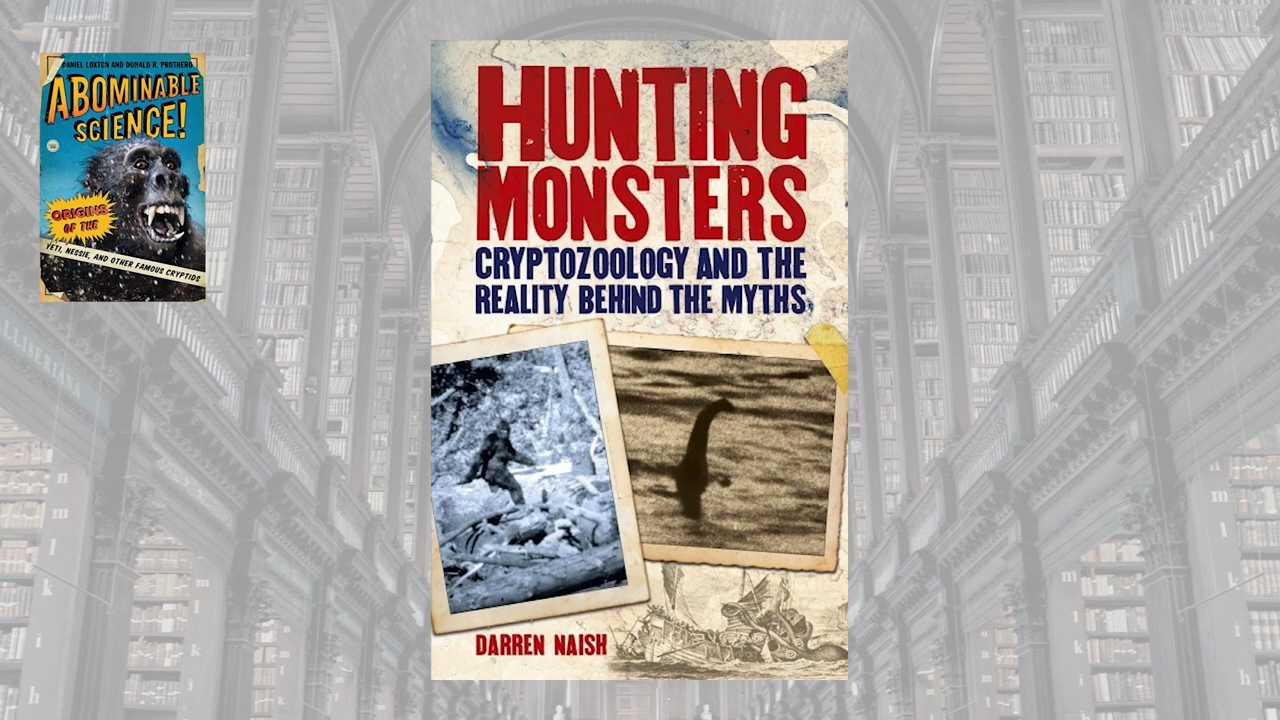 DANIEL LOXTON AND DONALD R. PROTHERO
ABOMINABLE
SCIENCE!
ORIGINS
OF THE
YETI, NESSIE, AND OTHER FAMOUS CRYPTIDS
HUNTING
MONSTERS
CRYPTOZOOLOGY AND THE
REALITY BEHIND THE MYTHS
DARREN NAISH